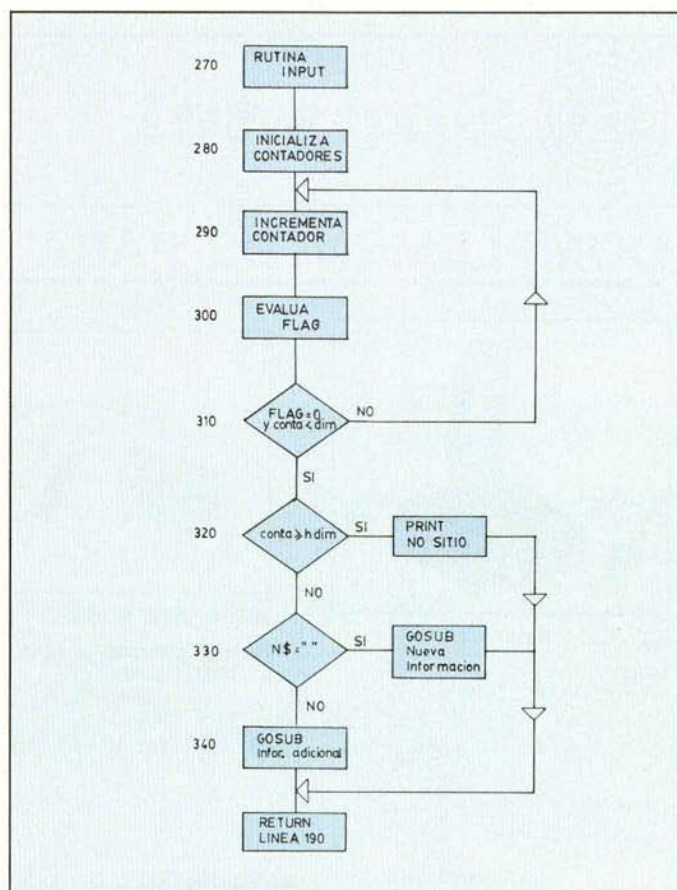 270
RUTINA
INPUT
280
INICIALIZA
CONTADORES
290
INCREMENTA
CONTADOR
300
EVALUA
FLAG
310
FLAG=0
y conta<dim
NO
SI
320
conta≥hdim
SI
PRINT
NO SITIO
NO
330
N$=" "
SI
GOSUB
Nueva
Informacion
NO
340
GOSUB
Infor. adicional
RETURN
LINEA 190